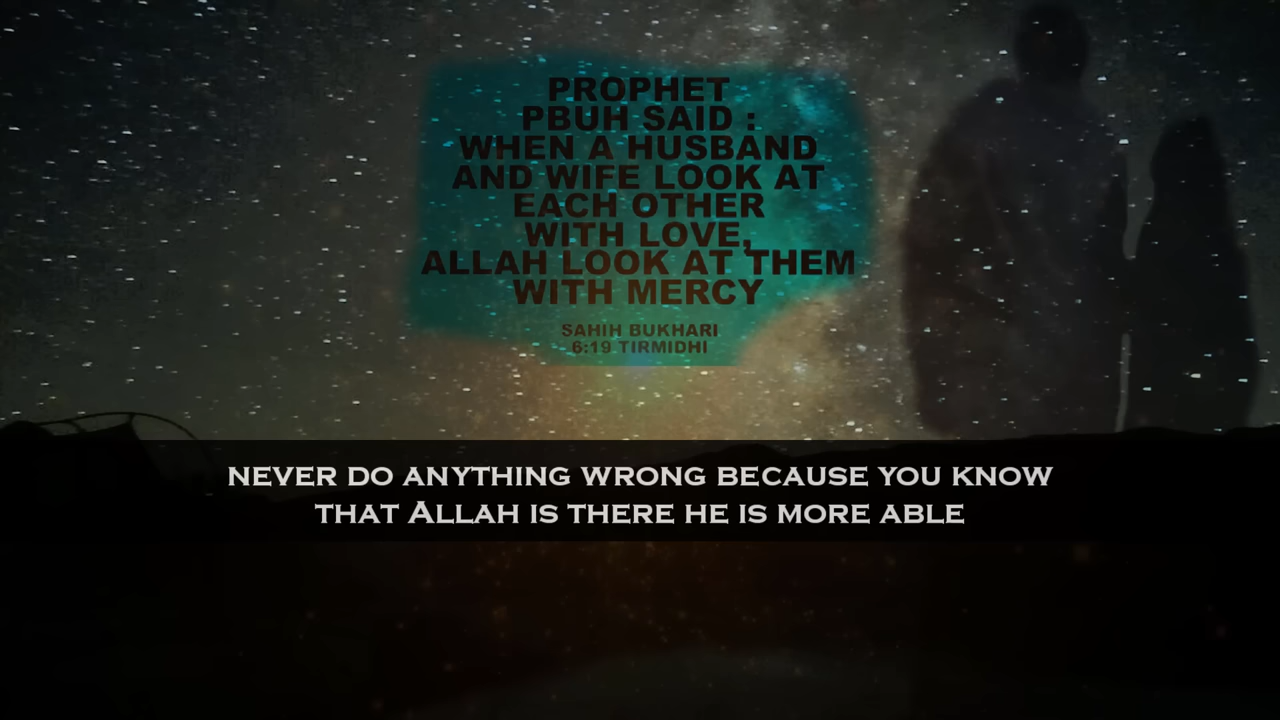 PROPHET
PBUH SAID :
WHEN A HUSBAND
AND WIFE LOOK AT
EACH OTHER
WITH LOVE,
ALLAH LOOK AT THEM
WITH MERCY
SAHIH BUKHARI
6:19 TIRMIDHI
NEVER DO ANYTHING WRONG BECAUSE YOU KNOW
THAT ALLAH IS THERE HE IS MORE ABLE